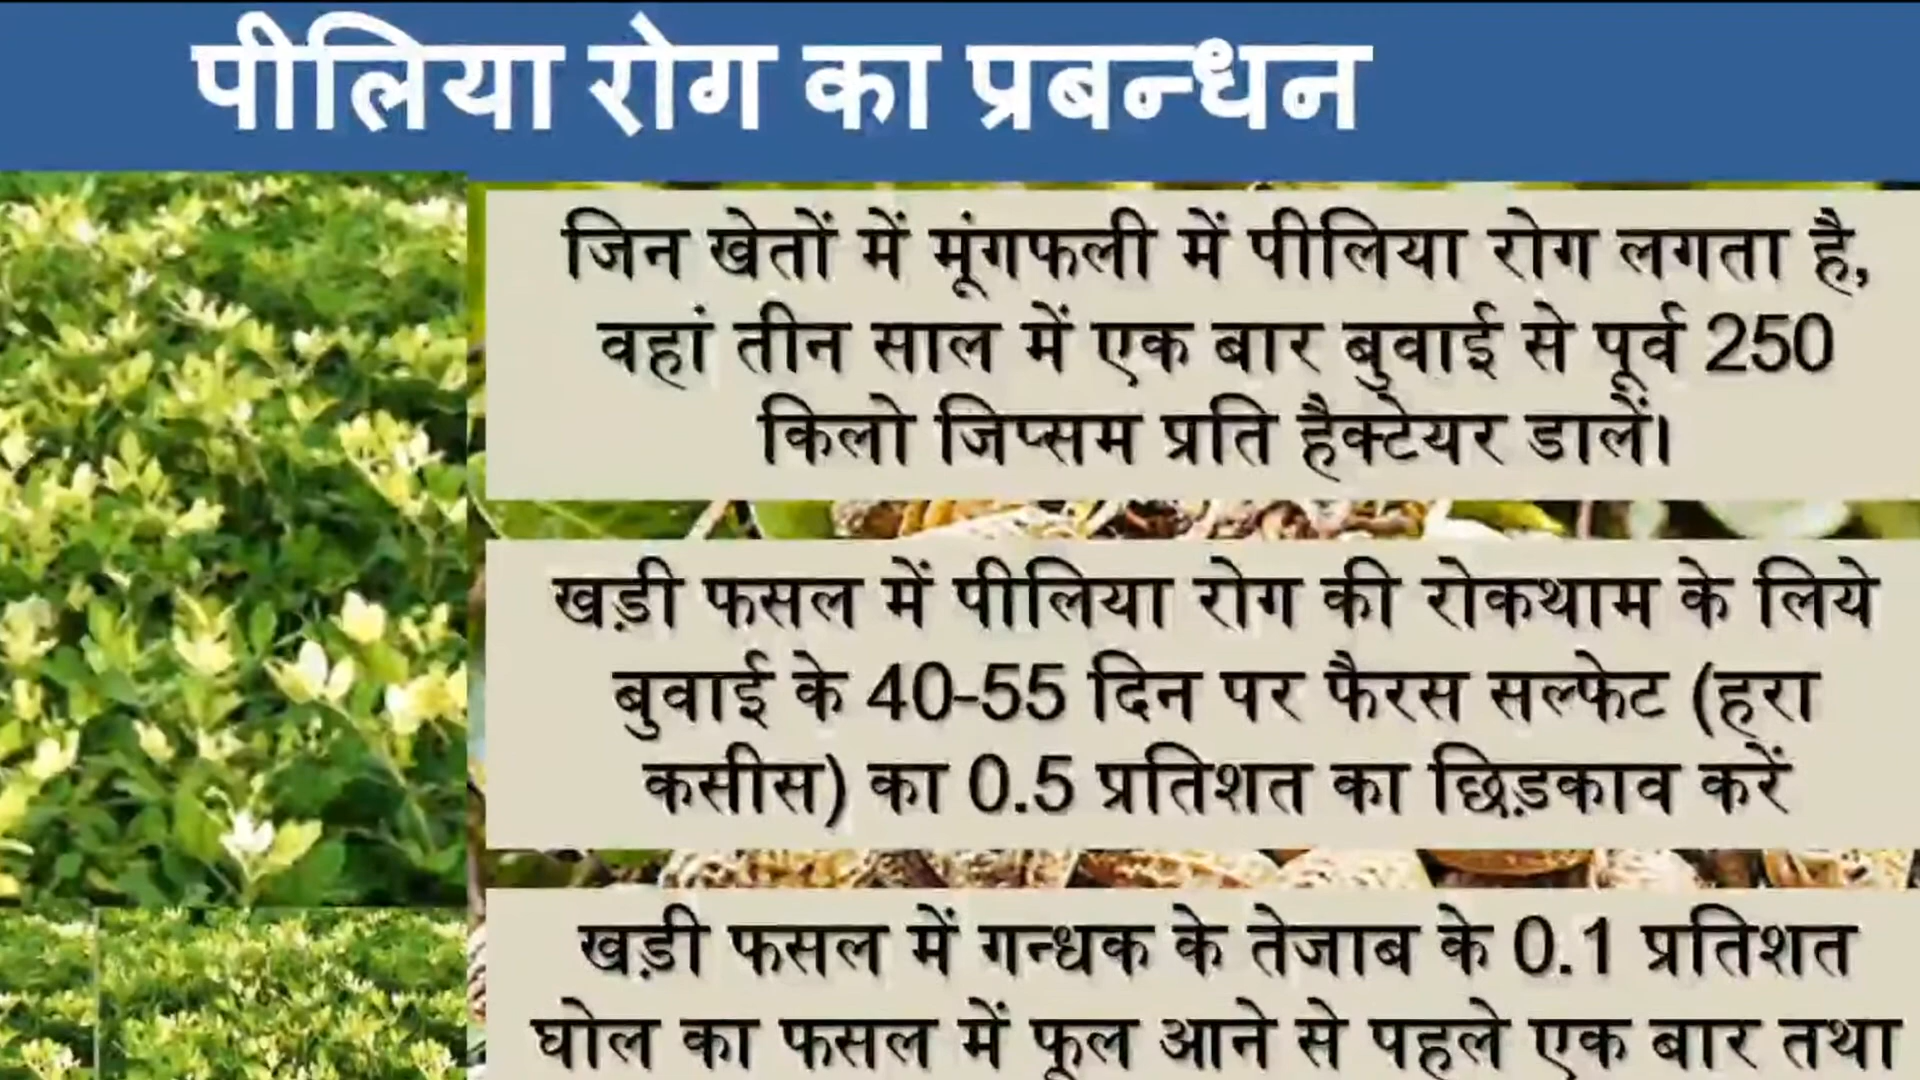 पीलिया रोग का प्रबन्धन
जिन खेतों में मूंगफली में पीलिया रोग लगता है,
वहां तीन साल में एक बार बुवाई से पूर्व 250
किलो जिप्सम प्रति हैक्टेयर डालें।
खड़ी फसल में पीलिया रोग की रोकथाम के लिये
बुवाई के 40-55 दिन पर फैरस सल्फेट (हरा
कसीस) का 0.5 प्रतिशत का छिड़काव करें
खड़ी फसल में गन्धक के तेजाब के 0.1 प्रतिशत
घोल का फसल में फूल आने से पहले एक बार तथा